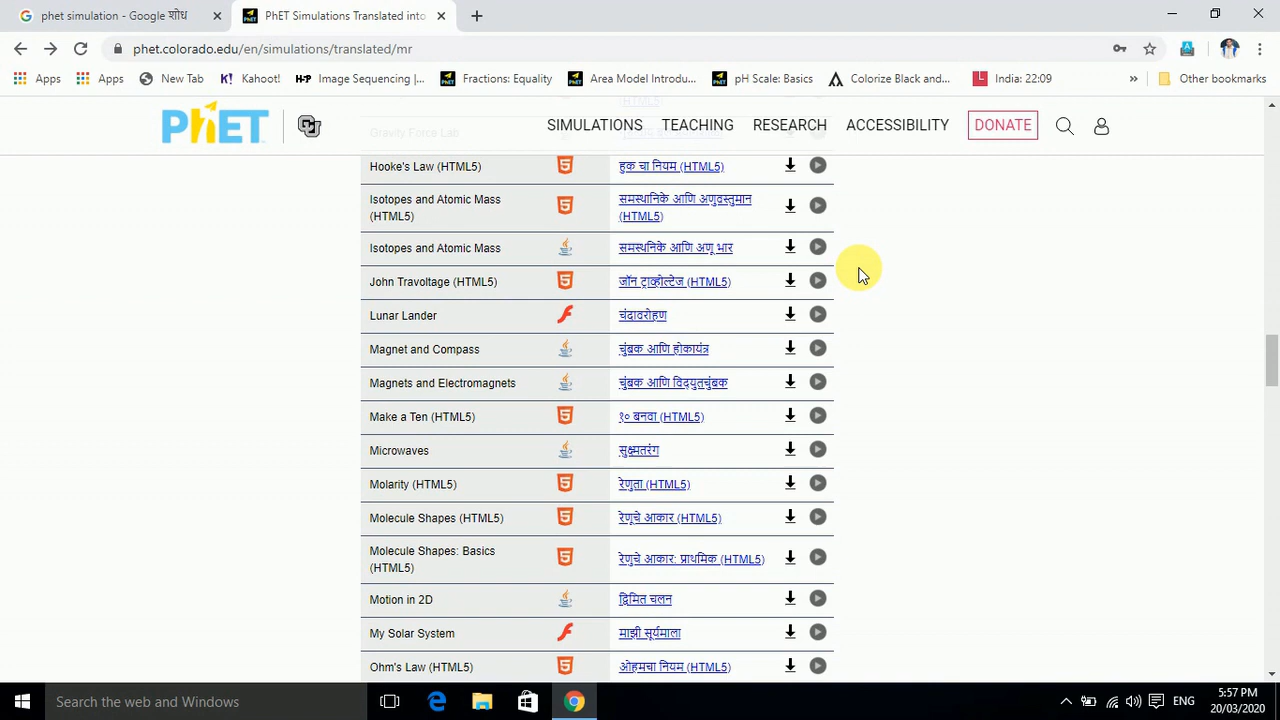 phet simulation - Google शोध
PhET Simulations Translated into
phet.colorado.edu/en/simulations/translated/mr
Apps
Apps
New Tab
Kahoot!
Image Sequencing |...
Fractions: Equality
Area Model Introdu...
pH Scale: Basics
Colorize Black and...
India: 22:09
Other bookmarks
PhET
SIMULATIONS
TEACHING
RESEARCH
ACCESSIBILITY
DONATE
Gravity Force Lab
Hooke's Law (HTML5)
हुक चा नियम (HTML5)
Isotopes and Atomic Mass
(HTML5)
समस्थानिके आणि अणुवस्तुमान
(HTML5)
Isotopes and Atomic Mass
समस्थनिके आणि अणू भार
John Travoltage (HTML5)
जॉन ट्राव्होल्टेज (HTML5)
Lunar Lander
चंदावरोहण
Magnet and Compass
चुंबक आणि होकायंत्र
Magnets and Electromagnets
चुंबक आणि विद्युतचुंबक
Make a Ten (HTML5)
१० बनवा (HTML5)
Microwaves
सुक्ष्मतरंग
Molarity (HTML5)
रेणुता (HTML5)
Molecule Shapes (HTML5)
रेणूचे आकार (HTML5)
Molecule Shapes: Basics
(HTML5)
रेणुचे आकार: प्राथमिक (HTML5)
Motion in 2D
द्विमित चलन
My Solar System
माझी सूर्यमाला
Ohm's Law (HTML5)
ओहमचा नियम (HTML5)
Search the web and Windows
ENG
5:57 PM
20/03/2020